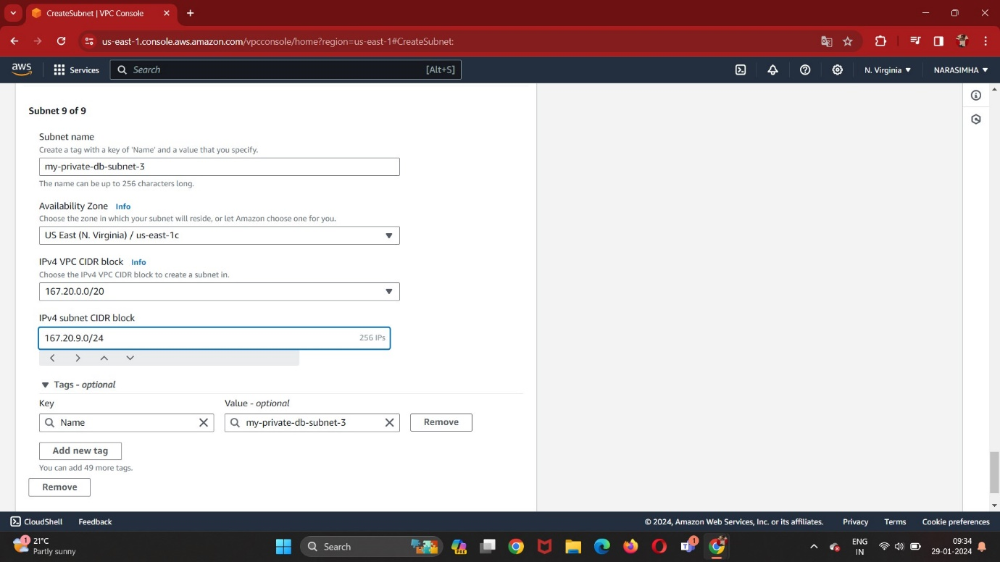 CreateSubnet | VPC Console
us-east-1.console.aws.amazon.com/vpcconsole/home?region=us-east-1#CreateSubnet:
aws
Services
Search
[Alt+S]
N. Virginia
NARASIMHA
Subnet 9 of 9
Subnet name
Create a tag with a key of 'Name' and a value that you specify.
my-private-db-subnet-3
The name can be up to 256 characters long.
Availability Zone Info
Choose the zone in which your subnet will reside, or let Amazon choose one for you.
US East (N. Virginia) / us-east-1c
IPv4 VPC CIDR block Info
Choose the IPv4 VPC CIDR block to create a subnet in.
167.20.0.0/20
IPv4 subnet CIDR block
167.20.9.0/24
256 IPs
Tags - optional
Key
Value - optional
Name
my-private-db-subnet-3
Remove
Add new tag
You can add 49 more tags.
Remove
CloudShell
Feedback
© 2024, Amazon Web Services, Inc. or its affiliates.
Privacy
Terms
Cookie preferences
1
21°C
Partly sunny
Search
PRE
1
ENG
IN
09:34
29-01-2024